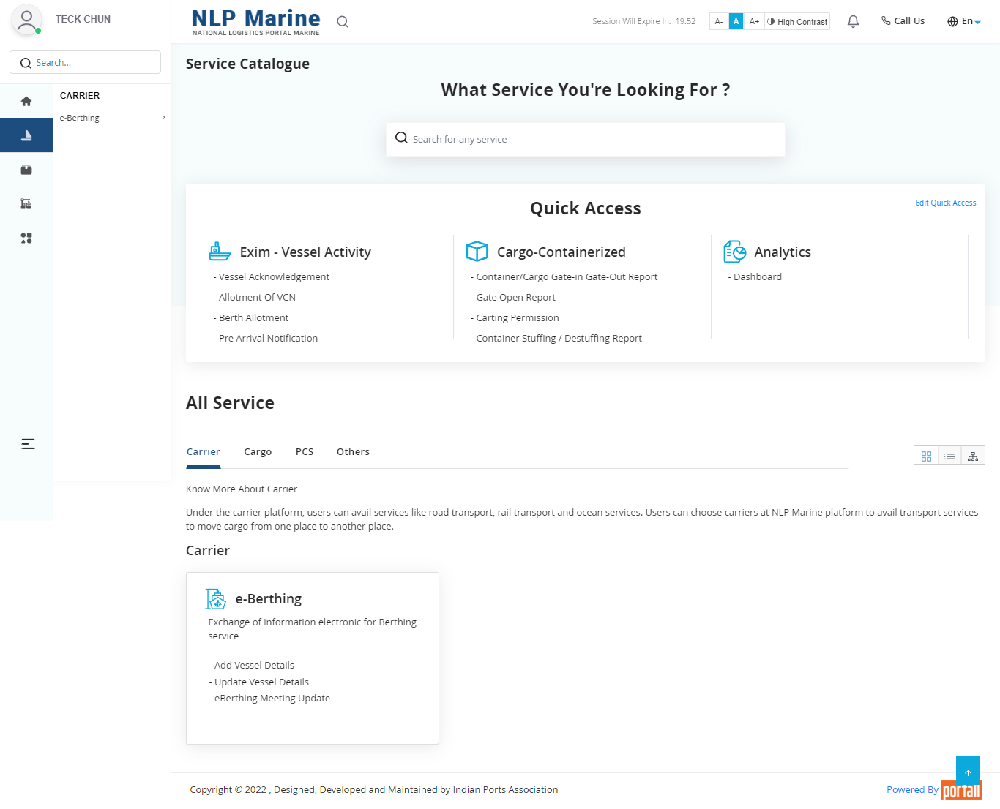 TECK CHUN
NLP Marine
NATIONAL LOGISTICS PORTAL MARINE
Session Will Expire In: 19:52
A-
A
A+
High Contrast
Call Us
En
Search...
CARRIER
e-Berthing
Service Catalogue
What Service You're Looking For ?
Search for any service
Quick Access
Edit Quick Access
Exim - Vessel Activity
- Vessel Acknowledgement
- Allotment Of VCN
- Berth Allotment
- Pre Arrival Notification
Cargo-Containerized
- Container/Cargo Gate-in Gate-Out Report
- Gate Open Report
- Carting Permission
- Container Stuffing / Destuffing Report
Analytics
- Dashboard
All Service
Carrier
Cargo
PCS
Others
Know More About Carrier
Under the carrier platform, users can avail services like road transport, rail transport and ocean services. Users can choose carriers at NLP Marine platform to avail transport services
to move cargo from one place to another place.
Carrier
e-Berthing
Exchange of information electronic for Berthing
service
- Add Vessel Details
- Update Vessel Details
- eBerthing Meeting Update
Copyright © 2022 , Designed, Developed and Maintained by Indian Ports Association
Powered By portall